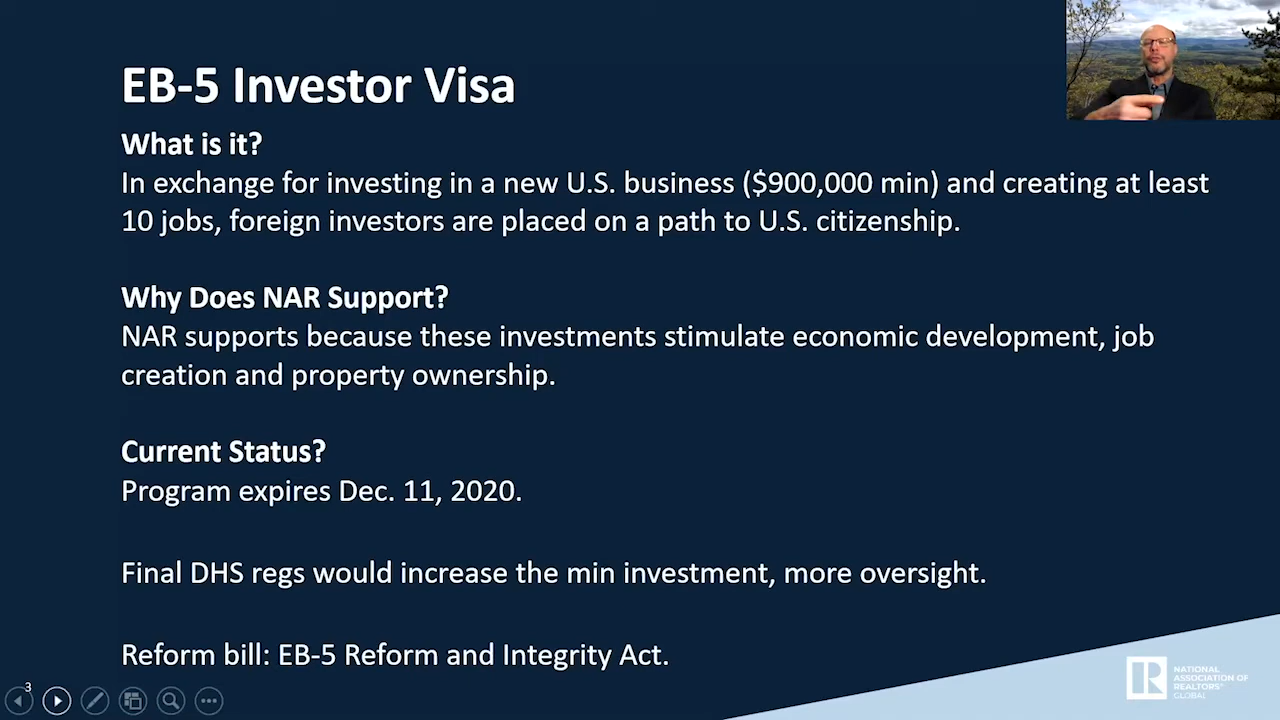 EB-5 Investor Visa
What is it?
In exchange for investing in a new U.S. business ($900,000 min) and creating at least
10 jobs, foreign investors are placed on a path to U.S. citizenship.
Why Does NAR Support?
NAR supports because these investments stimulate economic development, job
creation and property ownership.
Current Status?
Program expires Dec. 11, 2020.
Final DHS regs would increase the min investment, more oversight.
Reform bill: EB-5 Reform and Integrity Act.
3
NATIONAL
ASSOCIATION OF
REALTORS®
GLOBAL